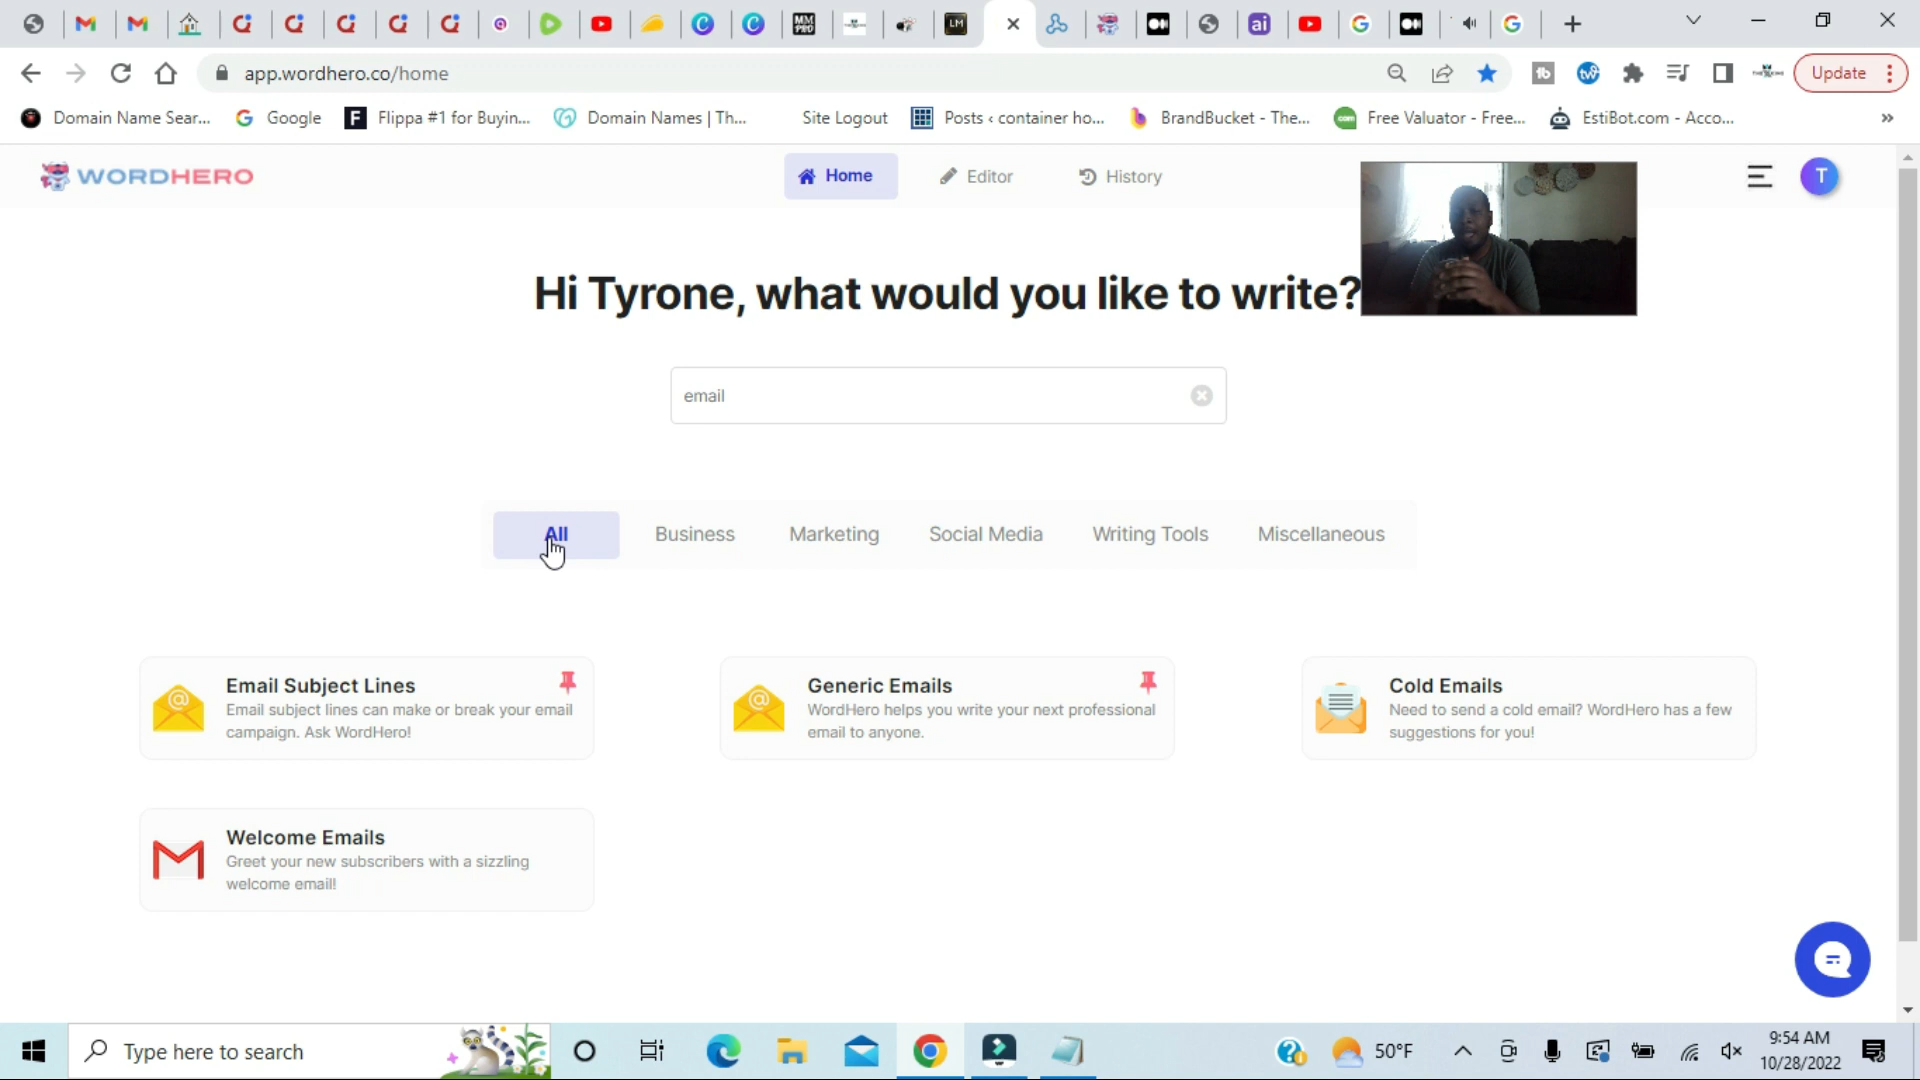 app.wordhero.co/home
Update
Domain Name Sear...
Google
Flippa #1 for Buyin...
Domain Names | Th...
Site Logout
Posts ‹ container ho...
BrandBucket - The...
Free Valuator - Free...
EstiBot.com - Acco...
WORDHERO
Home
Editor
History
T
Hi Tyrone, what would you like to write?
email
All
Business
Marketing
Social Media
Writing Tools
Miscellaneous
Email Subject Lines
Email subject lines can make or break your email
campaign. Ask WordHero!
Generic Emails
WordHero helps you write your next professional
email to anyone.
Cold Emails
Need to send a cold email? WordHero has a few
suggestions for you!
Welcome Emails
Greet your new subscribers with a sizzling
welcome email!
Type here to search
50°F
9:54 AM
10/28/2022